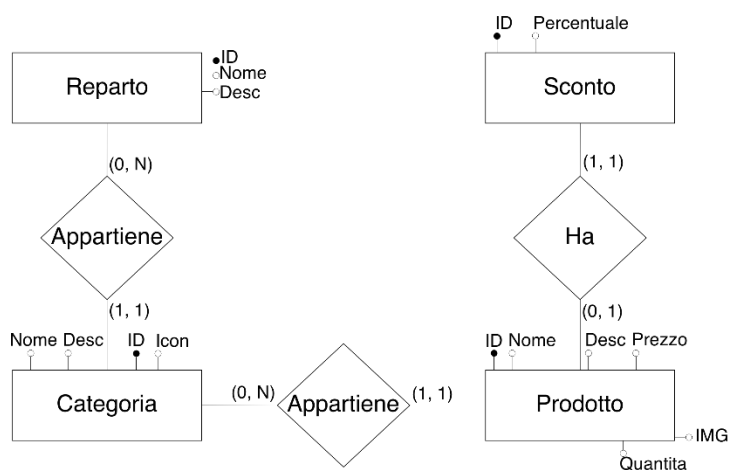 ID
Nome
Desc
Reparto
(0, N)
Appartiene
(1, 1)
Nome Desc ID Icon
Categoria
(0, N)
Appartiene
(1, 1)
ID Percentuale
Sconto
(1, 1)
Ha
(0, 1)
ID Nome Desc Prezzo
Prodotto
IMG
Quantita